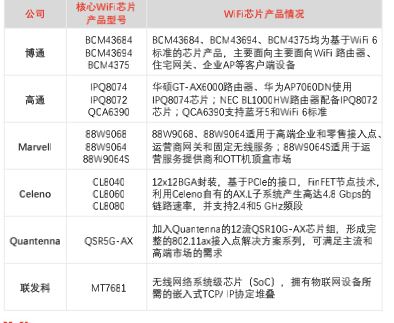 公司
核心WiFi芯片
产品型号
WiFi芯片产品情况
博通
BCM43684
BCM43694
BCM4375
BCM43684、BCM43694、BCM4375均为基于WiFi 6
标准的芯片产品，主要面向主要面向WiFi 路由器、
住宅网关、企业AP等客户端设备
高通
IPQ8074
IPQ8072
QCA6390
华硕GT-AX6000路由器、华为AP7060DN使用
IPQ8074芯片；NEC BL1000HW路由器配备IPQ8072
芯片；QCA6390支持蓝牙5和WiFi 6标准
Marvell
88W9068
88W9064
88W9064S
88W9068、88W9064适用于高端企业和零售接入点、
运营商网关和固定无线服务；88W9064S适用于运
营服务提供商和OTT机顶盒市场
Celeno
CL8040
CL8060
CL8080
12x12BGA封装，基于PCIe的接口，FinFET节点技术，
利用Celeno自有的AX,L子系统产生高达4.8 Gbps的
链路速率，并支持2.4和5 GHz频段
Quantenna
QSR5G-AX
加入Quantenna的12流QSR10G-AX芯片组，形成完
整的802.11ax接入点解决方案系列，可满足主流和
高端市场的需求
联发科
MT7681
无线网络系统级芯片（SoC），拥有物联网设备所
需的嵌入式TCP/ IP协定堆叠